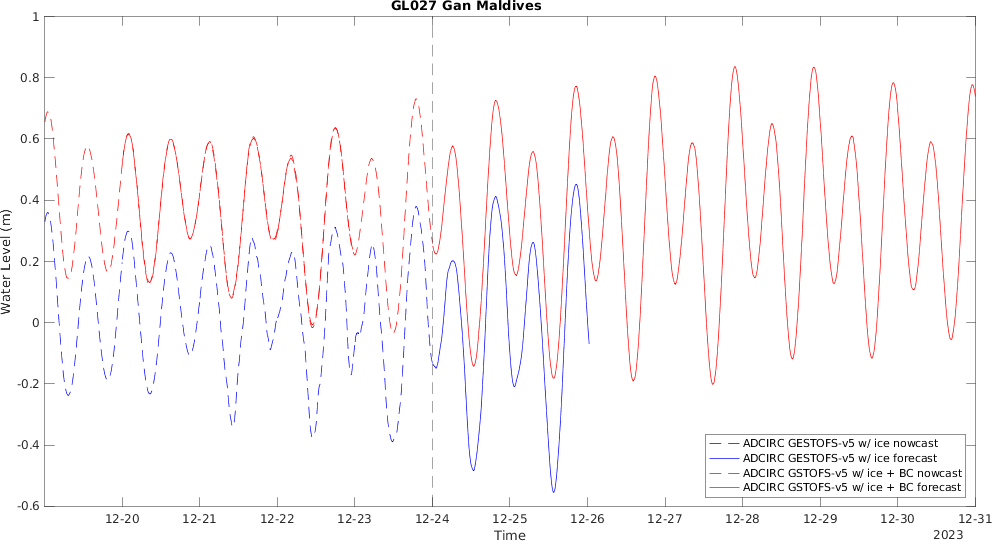 GL027 Gan Maldives
1
0.8
0.6
0.4
0.2
0
-0.2
-0.4
-0.6
Water Level (m)
ADCIRC GESTOFS-v5 w/ ice nowcast
ADCIRC GESTOFS-v5 w/ ice forecast
ADCIRC GSTOFS-v5 w/ ice + BC nowcast
ADCIRC GSTOFS-v5 w/ ice + BC forecast
12-20 12-21 12-22 12-23 12-24 12-25 12-26 12-27 12-28 12-29 12-30 12-31
Time
2023